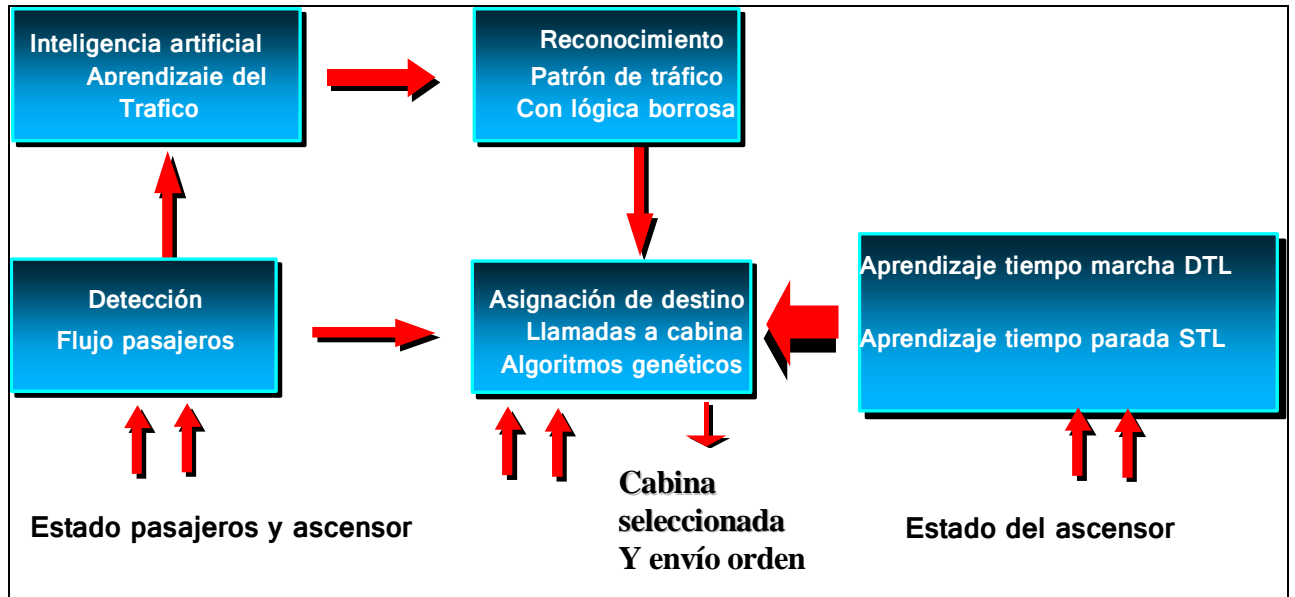 Inteligencia artificial
Aprendizaje del
Trafico
Reconocimiento
Patrón de tráfico
Con lógica borrosa
Detección
Flujo pasajeros
Asignación de destino
Llamadas a cabina
Algoritmos genéticos
Aprendizaje tiempo marcha DTL
Aprendizaje tiempo parada STL
Estado pasajeros y ascensor
Cabina
seleccionada
Y envío orden
Estado del ascensor